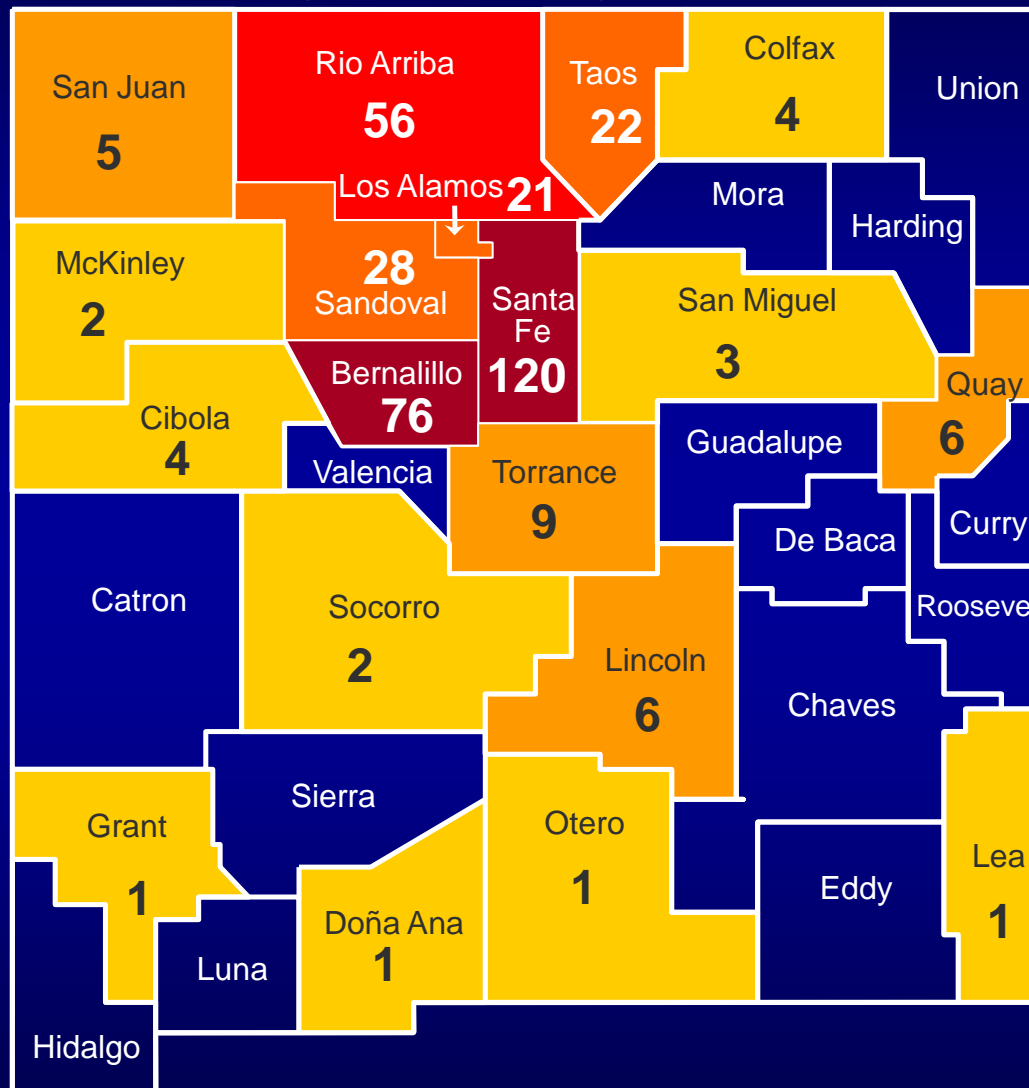 San Juan
5
Rio Arriba
56
Taos
22
Colfax
4
Union
Los Alamos 21
Mora
Harding
McKinley
2
28
Sandoval
Santa
Fe
120
San Miguel
3
Bernalillo
76
Quay
6
Cibola
4
Valencia
Torrance
9
Guadalupe
De Baca
Curry
Catron
Socorro
2
Lincoln
6
Rooseve
Chaves
Sierra
Grant
1
Otero
1
Lea
1
Eddy
Doña Ana
1
Luna
Hidalgo